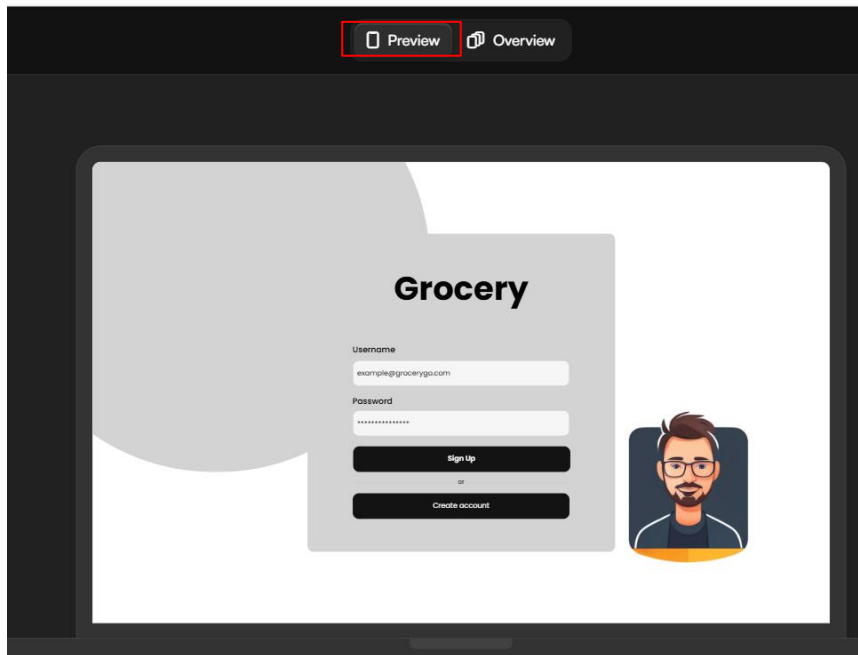 Preview Overview
Grocery
Username
example@grocerygo.com
Password
***************
Sign Up
or
Create account